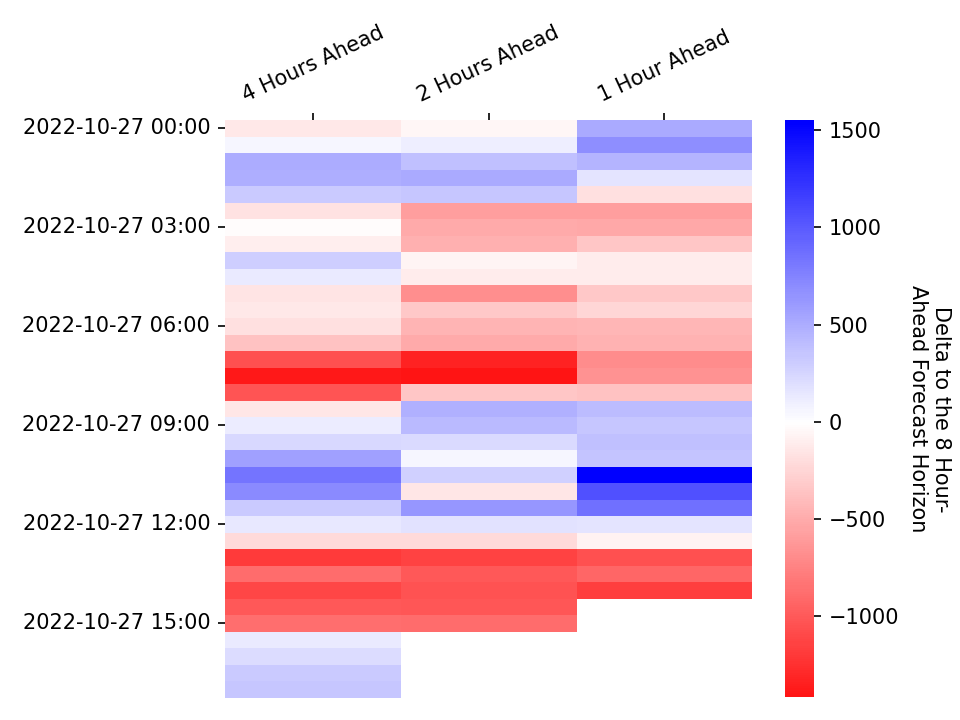 4 Hours Ahead
2 Hours Ahead
1 Hour Ahead
2022-10-27 00:00
2022-10-27 03:00
2022-10-27 06:00
2022-10-27 09:00
2022-10-27 12:00
2022-10-27 15:00
1500
1000
500
0
−500
−1000
Delta to the 8 Hour-
Ahead Forecast Horizon